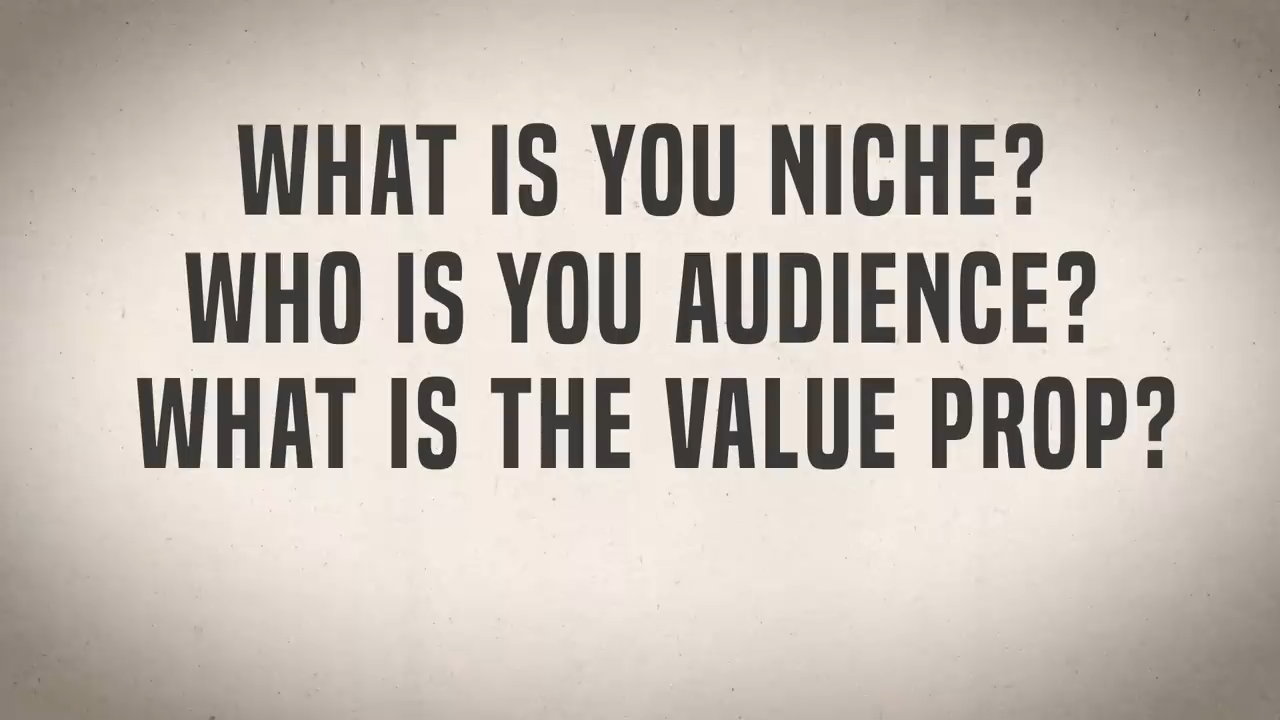 WHAT IS YOU NICHE?
WHO IS YOU AUDIENCE?
WHAT IS THE VALUE PROP?